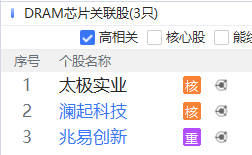 DRAM芯片关联股(3只)
高相关 核心股
序号 个股名称
1 太极实业 核
2 澜起科技 核
3 兆易创新 重